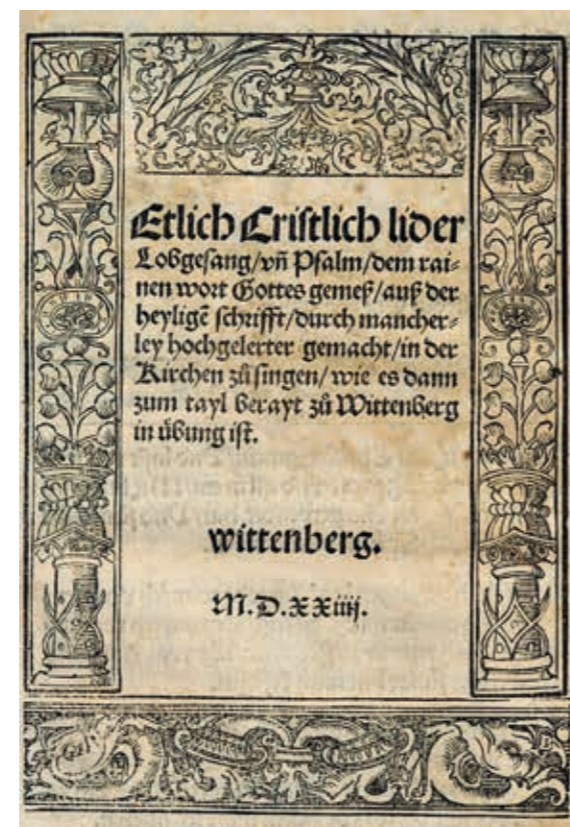 Etlich Cristlich lider
Lobgesang/vñ Psalm/dem rai⸗
nen wort Gottes gemeß/auß der
heyligẽ schrifft/durch mancher⸗
ley hochgelerter gemacht/in der
Kirchen zů singen/wie es dann
zum tayl berayt zů Wittenberg
in übung ist.
wittenberg.
M.D.XXiiij.